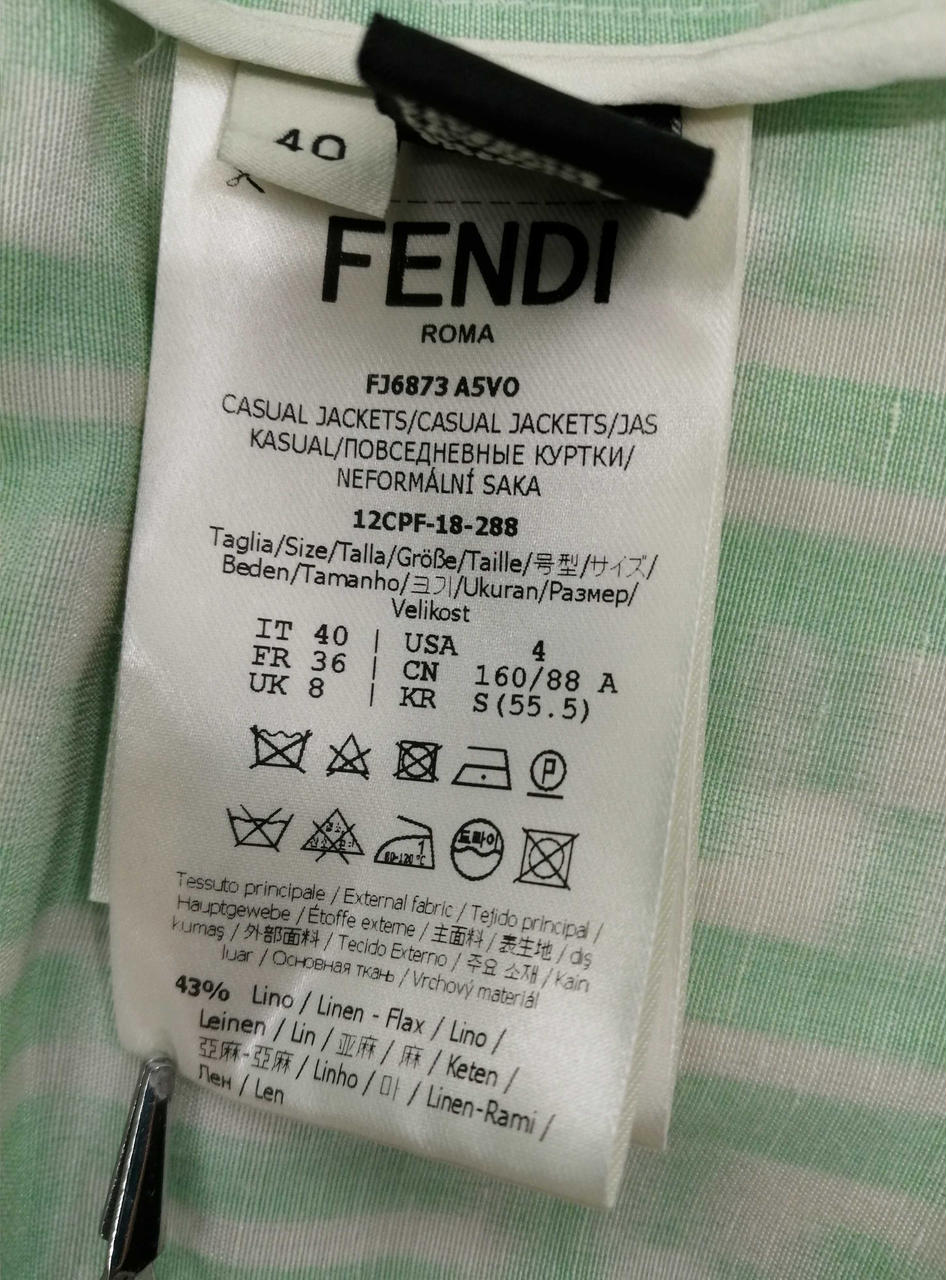 40
FENDI
ROMA
FJ6873 A5VO
CASUAL JACKETS/CASUAL JACKETS/JAS
KASUAL/ПОВСЕДНЕВНЫЕ КУРТКИ/
NEFORMÁLNÍ SAKA
12CPF-18-288
Taglia/Size/Talla/Größe/Taille/号型/サイズ/
Beden/Tamanho/크기/Ukuran/Размер/
Velikost
IT 40 | USA 4
FR 36 | CN 160/88 A
UK 8 | KR S(55.5)
P
드라이
80-120°C
Tessuto principale / External fabric / Tejido principal /
Hauptgewebe / Étoffe externe / 主面料 / 表生地 / dış
kumaş / 外部面料 / Tecido Externo / 주요 소재 / Kain
luar / Основная ткань / Vrchový materiál
43% Lino / Linen - Flax / Lino /
Leinen / Lin / 亚麻 / 麻 / Keten /
亞麻-亞麻 / Linho / 마 / Linen-Rami /
Лен / Len